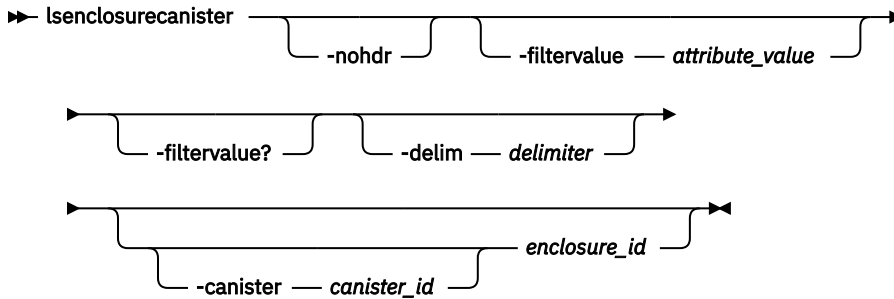 lsenclosurecanister
-nohdr -filtervalue attribute_value
-filtervalue? -delim delimiter
enclosure_id
-canister canister_id